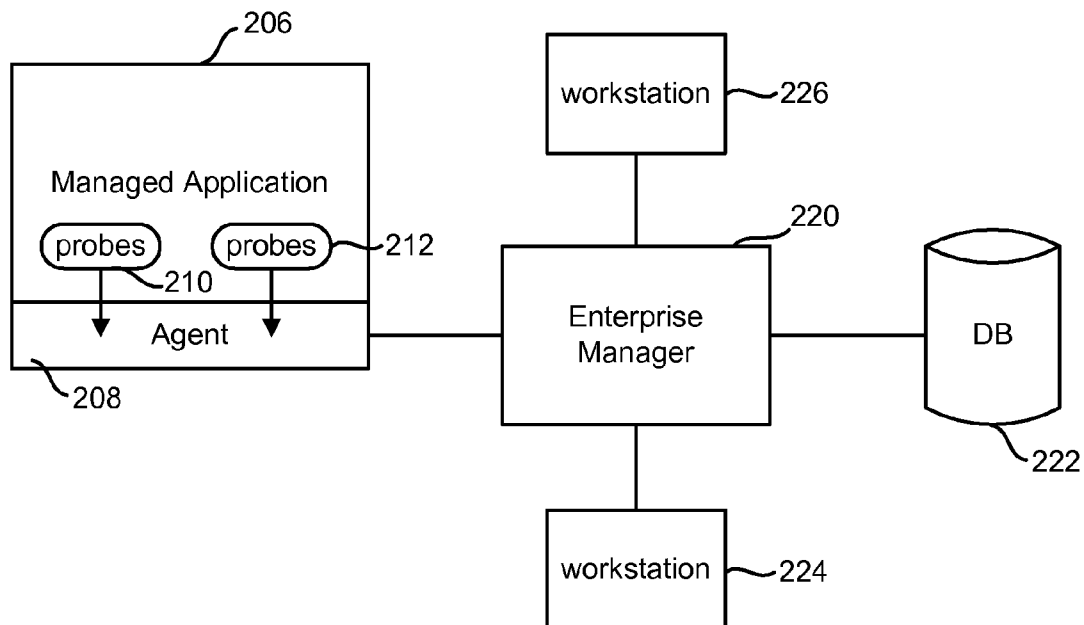 206
workstation
226
Managed Application
probes
probes
212
210
220
Agent
Enterprise
Manager
DB
208
222
workstation
224